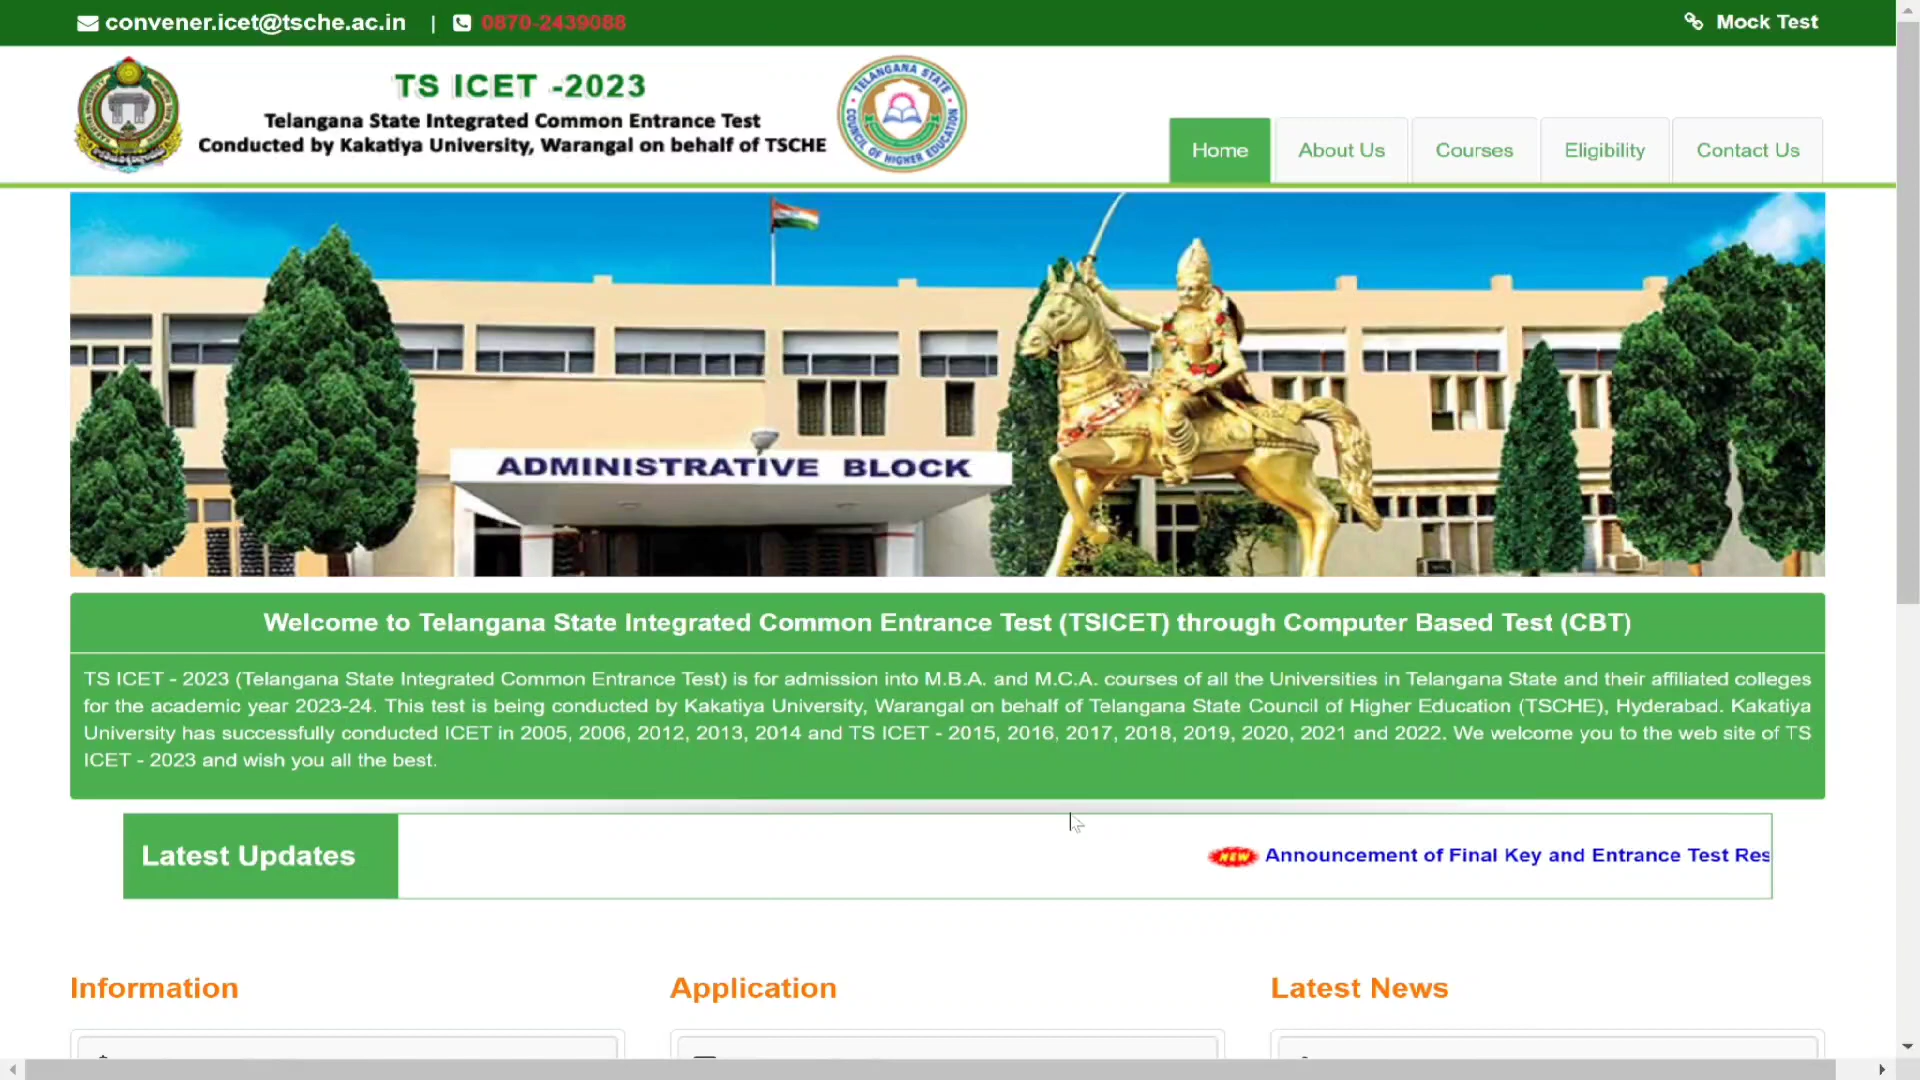 convener.icet@tsche.ac.in | 0870-2439088
Mock Test
TS ICET -2023
Telangana State Integrated Common Entrance Test
Conducted by Kakatiya University, Warangal on behalf of TSCHE
TELANGANA STATE
COUNCIL OF HIGHER EDUCATION
Home
About Us
Courses
Eligibility
Contact Us
ADMINISTRATIVE BLOCK
Welcome to Telangana State Integrated Common Entrance Test (TSICET) through Computer Based Test (CBT)
TS ICET - 2023 (Telangana State Integrated Common Entrance Test) is for admission into M.B.A. and M.C.A. courses of all the Universities in Telangana State and their affiliated colleges
for the academic year 2023-24. This test is being conducted by Kakatiya University, Warangal on behalf of Telangana State Council of Higher Education (TSCHE), Hyderabad. Kakatiya
University has successfully conducted ICET in 2005, 2006, 2012, 2013, 2014 and TS ICET - 2015, 2016, 2017, 2018, 2019, 2020, 2021 and 2022. We welcome you to the web site of TS
ICET - 2023 and wish you all the best.
Latest Updates
NEW Announcement of Final Key and Entrance Test Res
Information
Application
Latest News